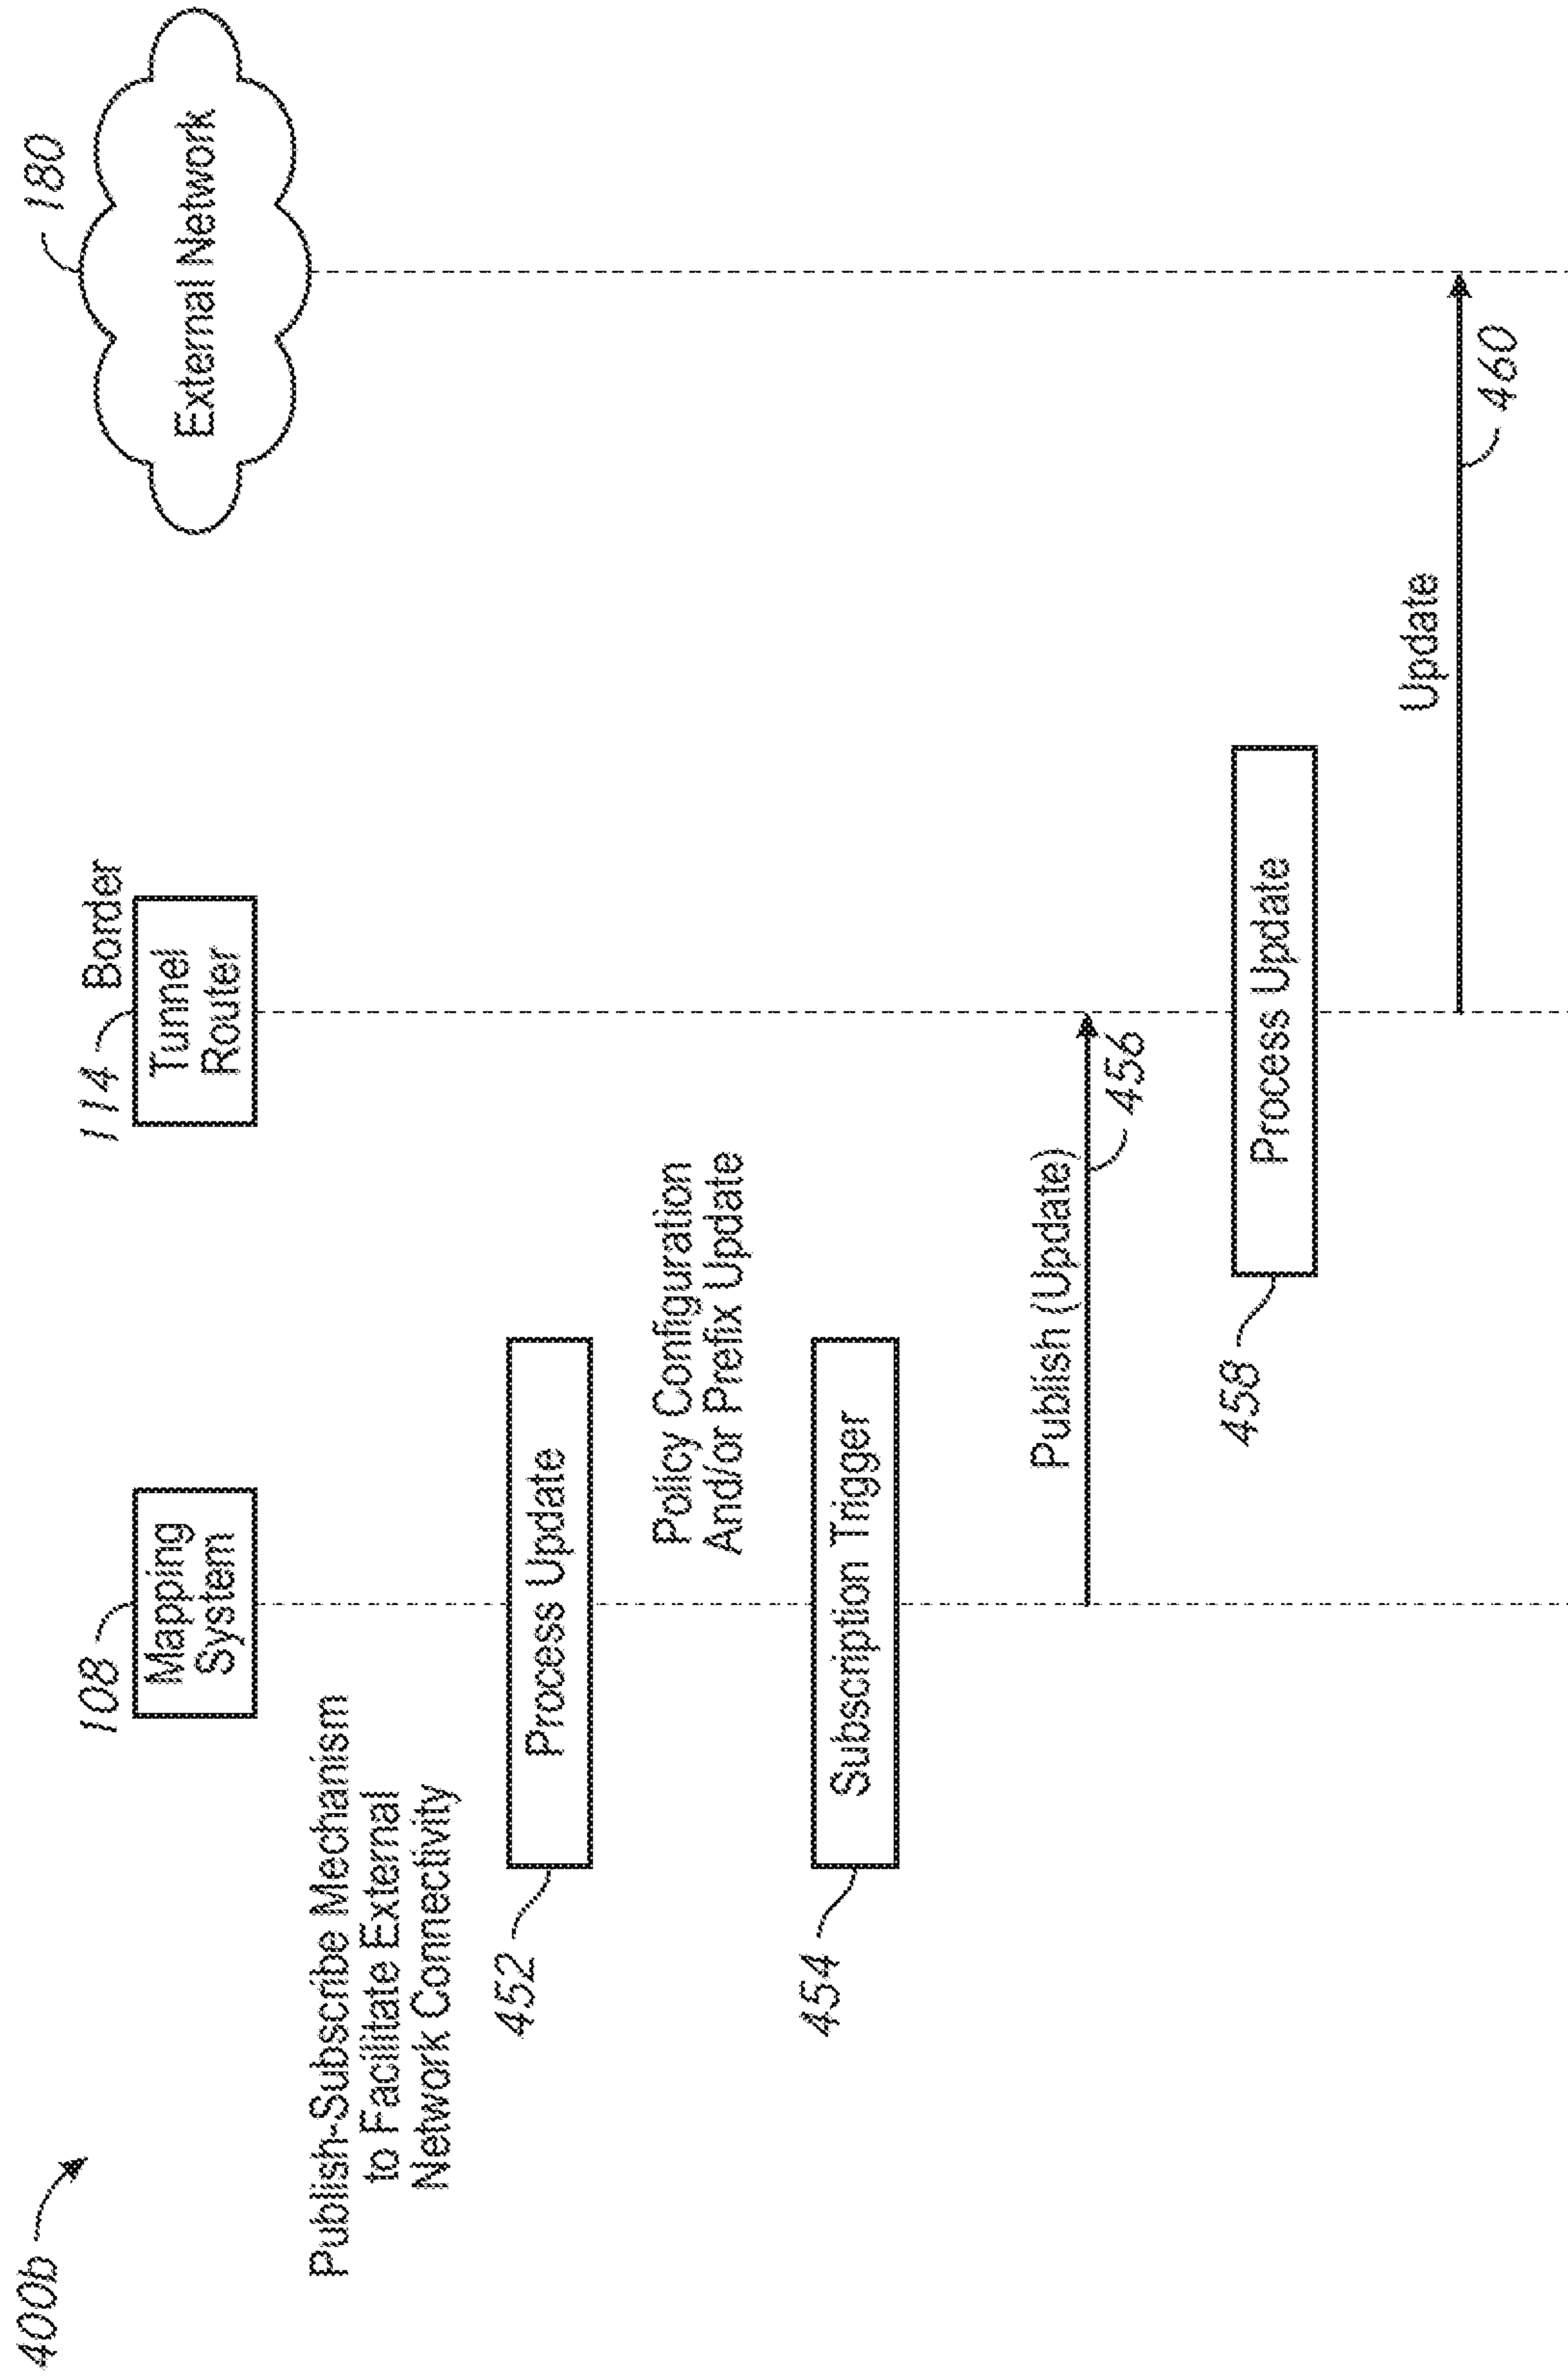 400b
108
Mapping
System
114
Border
Tunnel
Router
180
External Network
Publish-Subscribe Mechanism
to Facilitate External
Network Connectivity
452
Process Update
Policy Configuration
And/or Prefix Update
454
Subscription Trigger
Publish (Update)
456
458
Process Update
Update
460